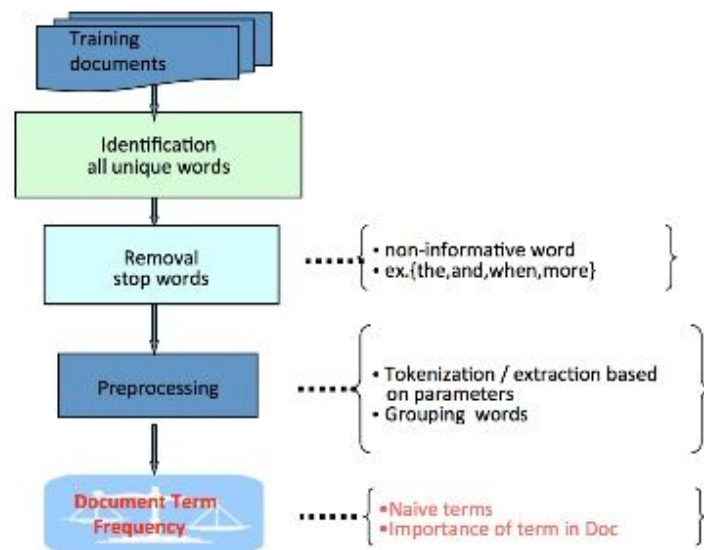 Training
documents
Identification
all unique words
Removal
stop words
• non-informative word
• ex.{the,and,when,more}
Preprocessing
• Tokenization / extraction based
on parameters
• Grouping words
Document Term
Frequency
•Naive terms
•Importance of term in Doc